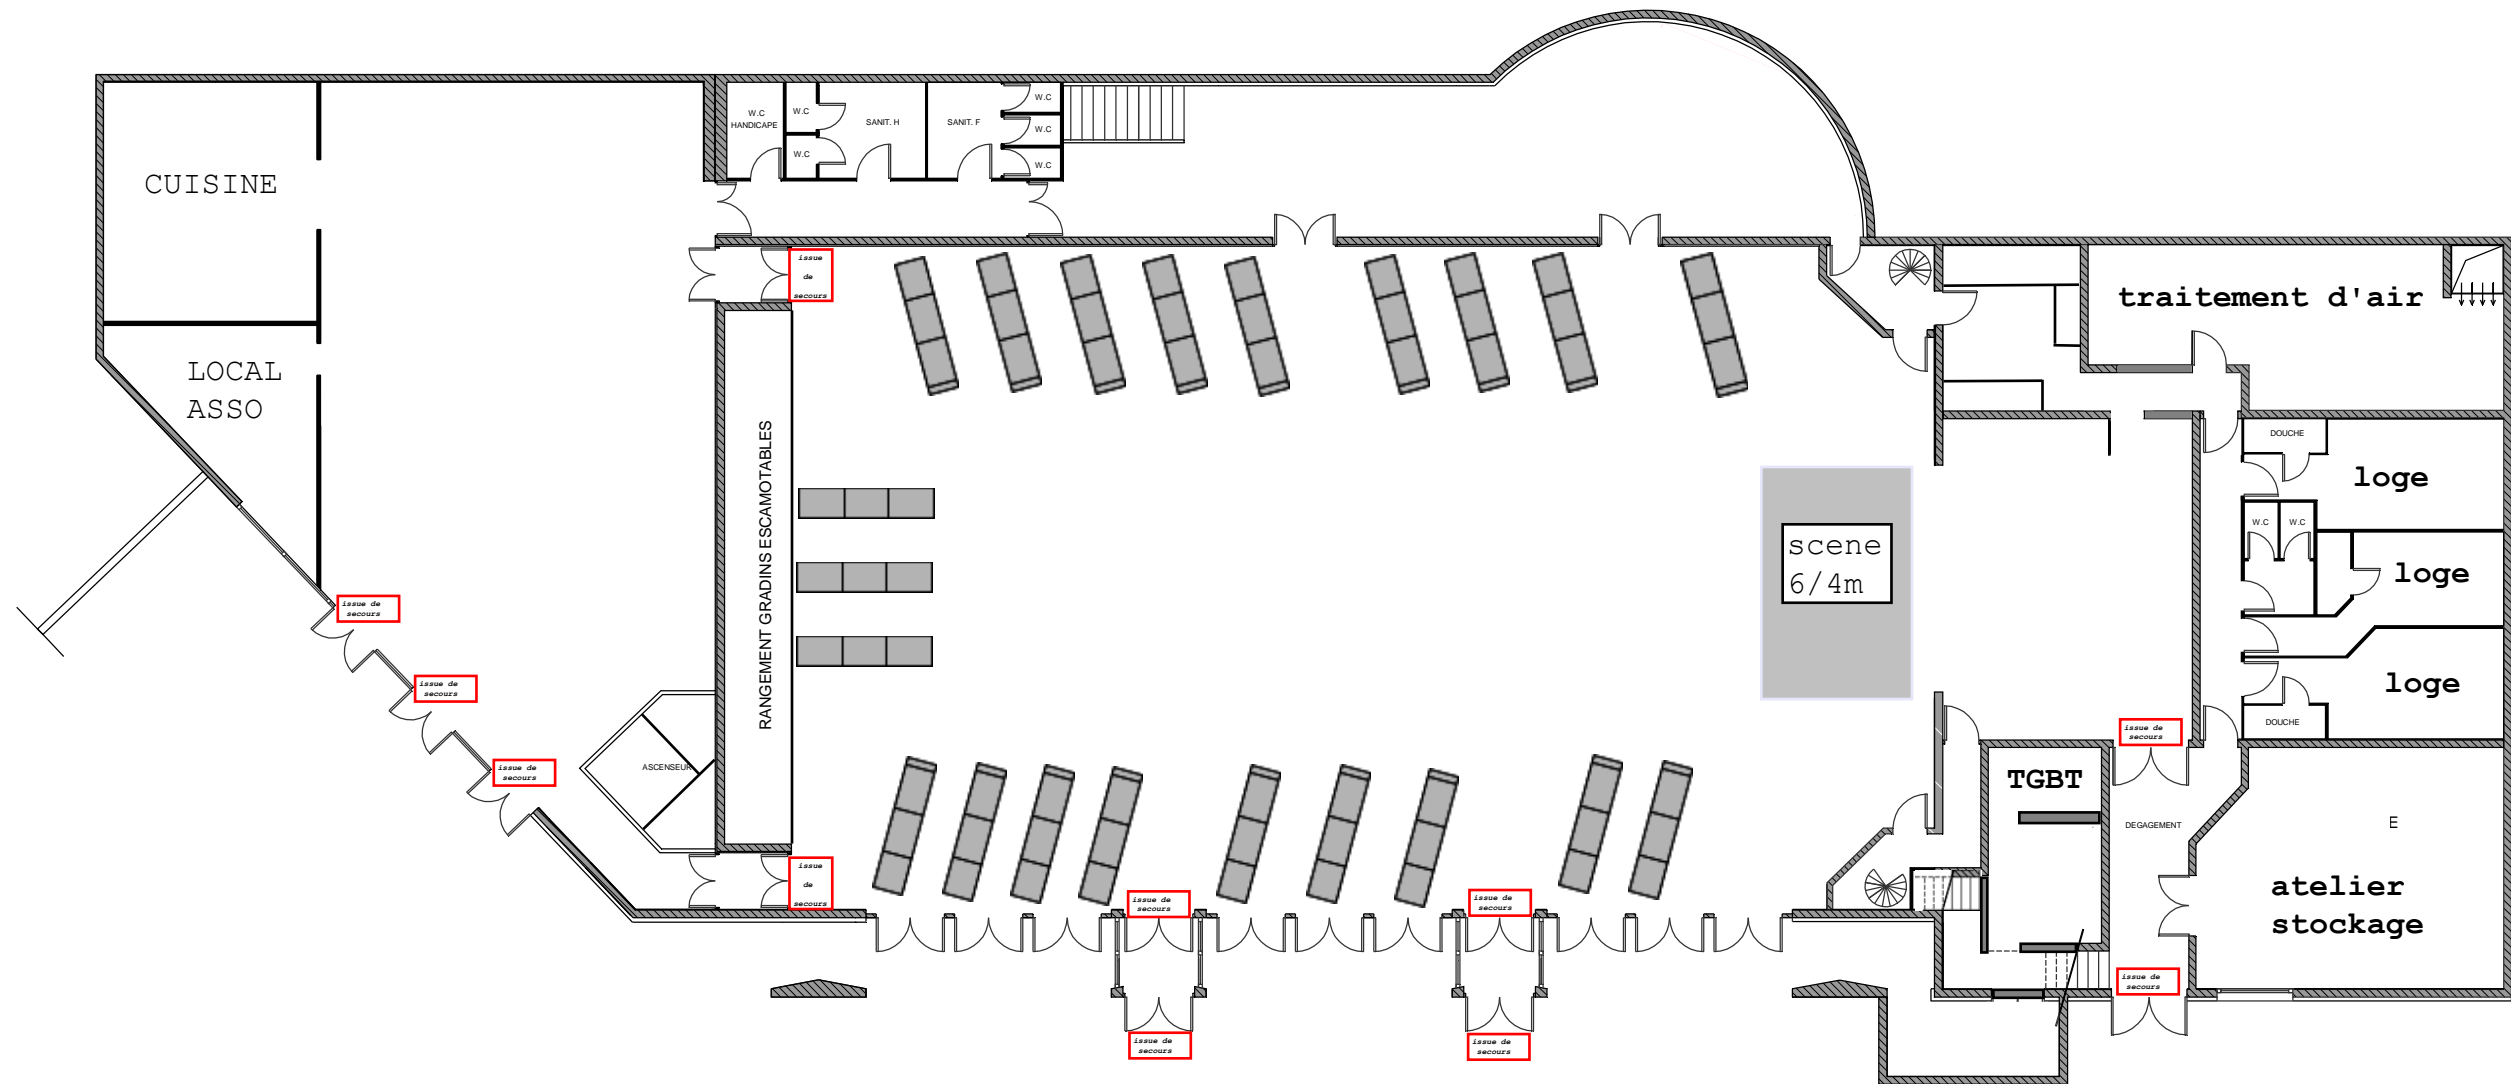 W.C
HANDICAPE
W.C
W.C
SANIT. H
SANIT. F
W.C
W.C
W.C
CUISINE
LOCAL
ASSO
issue
de
secours
RANGEMENT GRADINS ESCAMOTABLES
traitement d'air
DOUCHE
loge
W.C
W.C
loge
loge
DOUCHE
scene
6/4m
issue de
secours
issue de
secours
issue de
secours
ASCENSEUR
issue
de
secours
issue de
secours
issue de
secours
issue de
secours
issue de
secours
issue de
secours
TGBT
DEGAGEMENT
E
atelier
stockage
issue de
secours